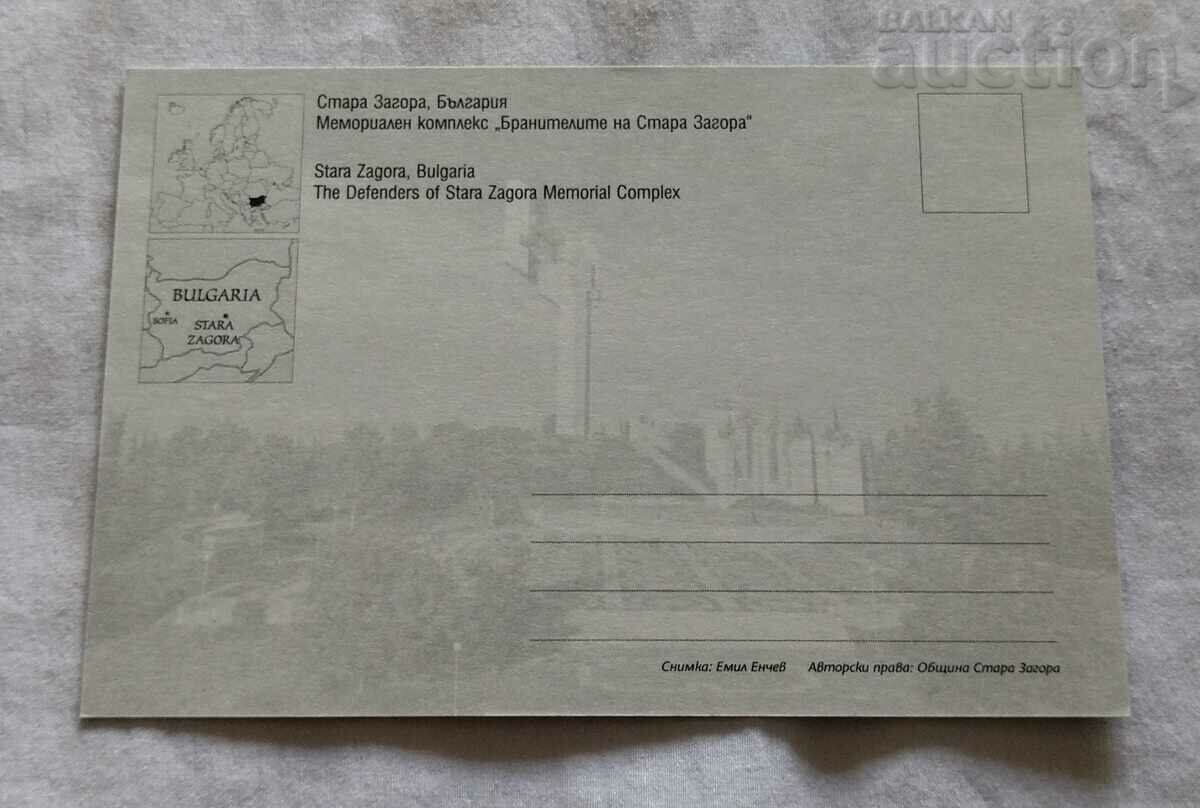 BALKAN
auction
Стара Загора, България
Мемориален комплекс „Бранителите на Стара Загора“
Stara Zagora, Bulgaria
The Defenders of Stara Zagora Memorial Complex
BULGARIA
SOFIA
STARA
ZAGORA
Снимка: Емил Енчев Авторски права: Община Стара Загора